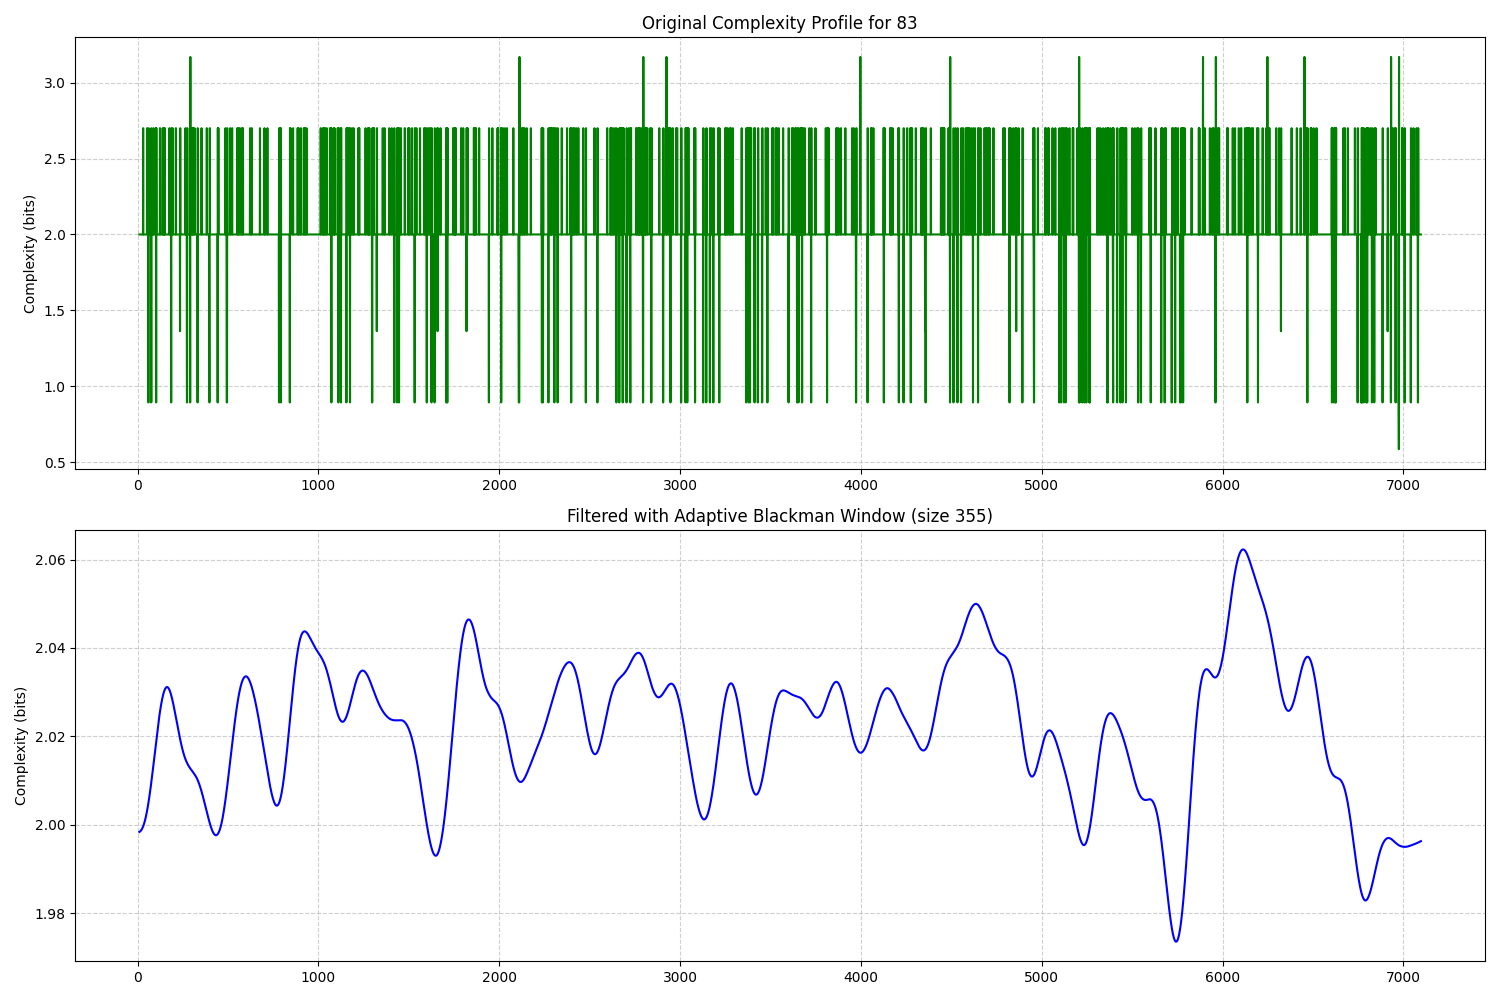 Original Complexity Profile for 83
Complexity (bits)
3.0
2.5
2.0
1.5
1.0
0.5
0 1000 2000 3000 4000 5000 6000 7000
Filtered with Adaptive Blackman Window (size 355)
Complexity (bits)
2.06
2.04
2.02
2.00
1.98
0 1000 2000 3000 4000 5000 6000 7000